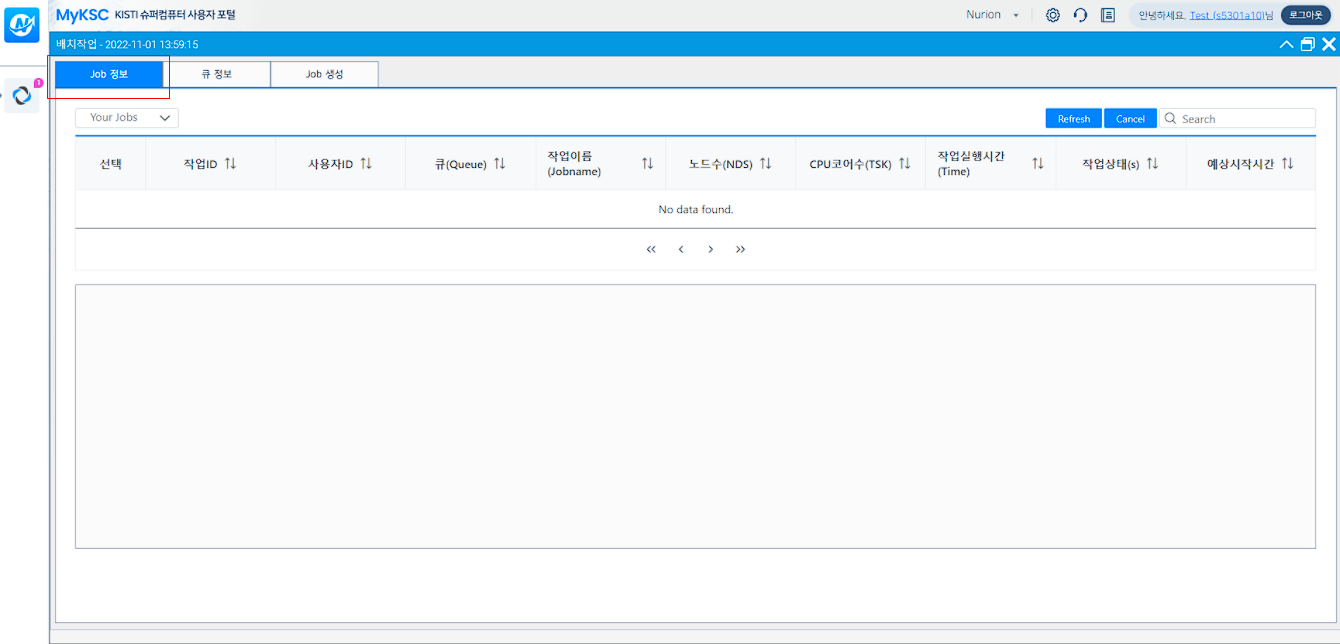 MyKSC KISTI 슈퍼컴퓨터 사용자 포털
Nurion
안녕하세요. Test (s5301a10)님
로그아웃
배치작업 - 2022-11-01 13:59:15
1
Job 정보
큐 정보
Job 생성
Your Jobs
Refresh
Cancel
Search
선택
작업ID
사용자ID
큐(Queue)
작업이름
(Jobname)
노드수(NDS)
CPU코어수(TSK)
작업실행시간
(Time)
작업상태(s)
예상시작시간
No data found.